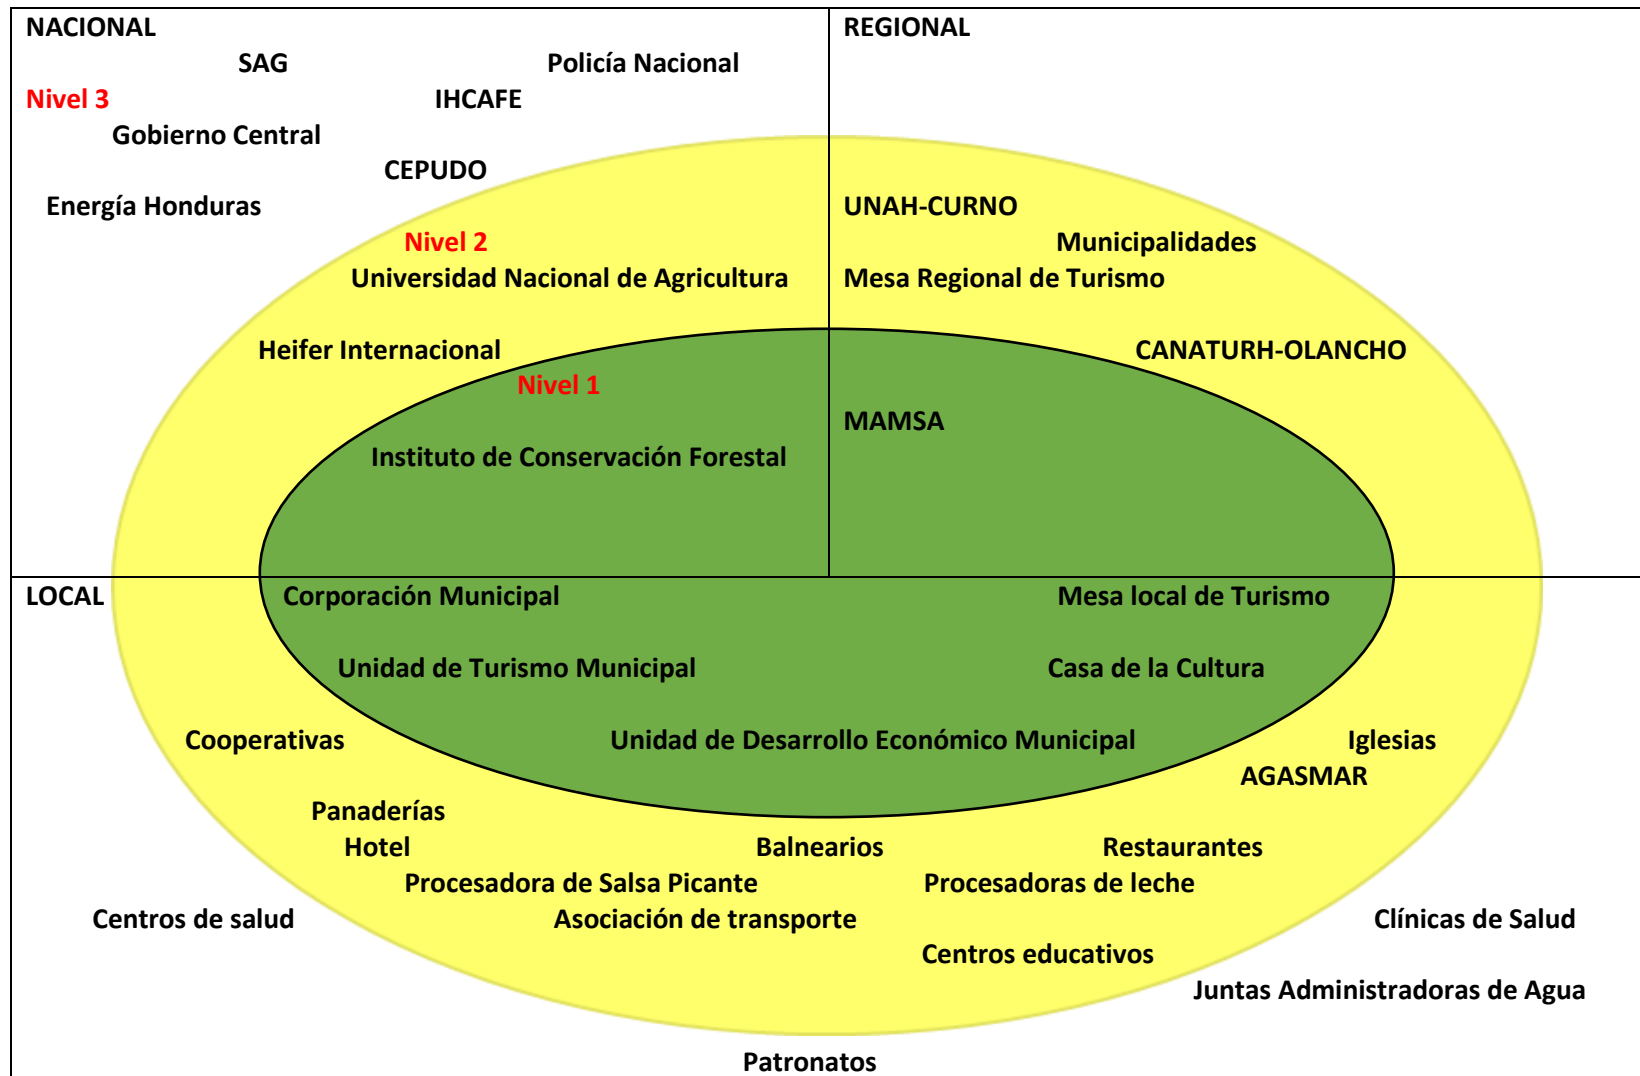 NACIONAL
SAG
Policía Nacional
Nivel 3
IHCAFE
Gobierno Central
CEPUDO
Energía Honduras
Nivel 2
Universidad Nacional de Agricultura
Heifer Internacional
Nivel 1
Instituto de Conservación Forestal
REGIONAL
UNAH-CURNO
Municipalidades
Mesa Regional de Turismo
CANATURH-OLANCHO
MAMSA
LOCAL
Corporación Municipal
Mesa local de Turismo
Unidad de Turismo Municipal
Casa de la Cultura
Cooperativas
Unidad de Desarrollo Económico Municipal
Iglesias
AGASMAR
Panaderías
Hotel
Balnearios
Restaurantes
Procesadora de Salsa Picante
Procesadoras de leche
Centros de salud
Asociación de transporte
Clínicas de Salud
Centros educativos
Juntas Administradoras de Agua
Patronatos